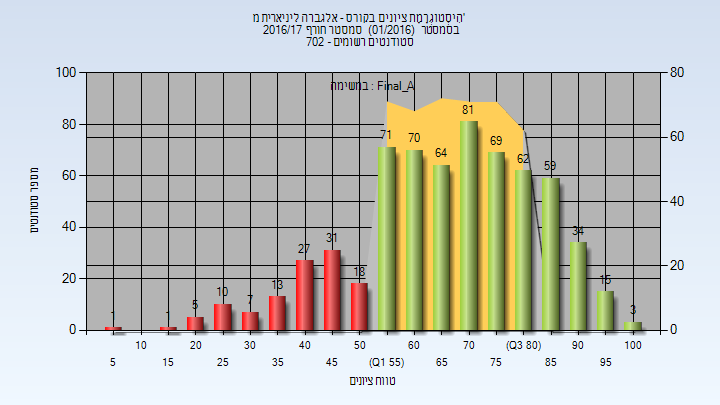 הִיסְטוֹגְרַמַת ציונים בקורס - אלגברה ליניארית מ'
בסמסטר (01/2016) סמסטר חורף 2016/17
סטודנטים רשומים - 702
במשימה : Final_A
100 80
80 60
60 40
40 20
20 0
0
מספר סטודנטים
1 1 5 10 7 13 27 31 18 71 70 64 81 69 62 59 34 15 3
10 20 30 40 50 60 70 (Q3 80) 90 100
5 15 25 35 45 (Q1 55) 65 75 85 95
טווח ציונים